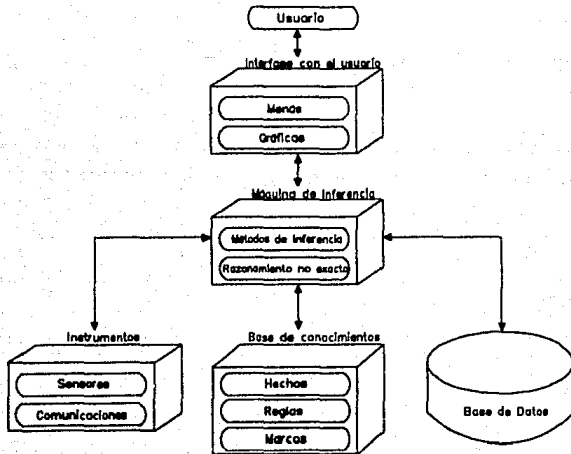 Usuario
Interfase con el usuario
Menos
Gráficas
Máquina de Inferencia
Métodos de Inferencia
Razonamiento no exacto
Instrumentos
Base de conocimientos
Sensores
Comunicaciones
Hechos
Reglas
Marcos
Base de Datos